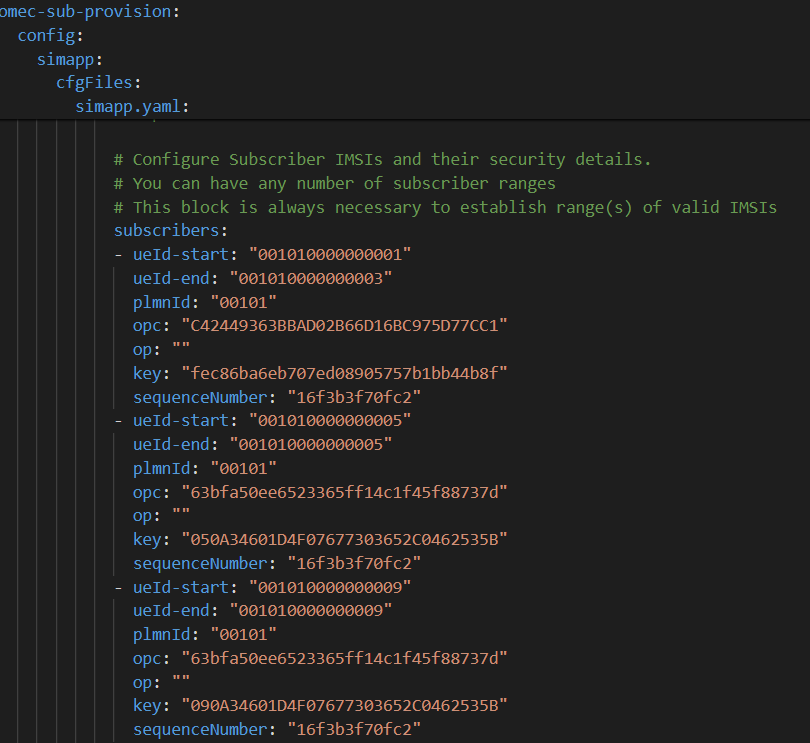 omec-sub-provision:
config:
simapp:
cfgFiles:
simapp.yaml:
# Configure Subscriber IMSIs and their security details.
# You can have any number of subscriber ranges
# This block is always necessary to establish range(s) of valid IMSIs
subscribers:
- ueId-start: "001010000000001"
ueId-end: "001010000000003"
plmnId: "00101"
opc: "C42449363BBAD02B66D16BC975D77CC1"
op: ""
key: "fec86ba6eb707ed08905757b1bb44b8f"
sequenceNumber: "16f3b3f70fc2"
- ueId-start: "001010000000005"
ueId-end: "001010000000005"
plmnId: "00101"
opc: "63bfa50ee6523365ff14c1f45f88737d"
op: ""
key: "050A34601D4F07677303652C0462535B"
sequenceNumber: "16f3b3f70fc2"
- ueId-start: "001010000000009"
ueId-end: "001010000000009"
plmnId: "00101"
opc: "63bfa50ee6523365ff14c1f45f88737d"
op: ""
key: "090A34601D4F07677303652C0462535B"
sequenceNumber: "16f3b3f70fc2"